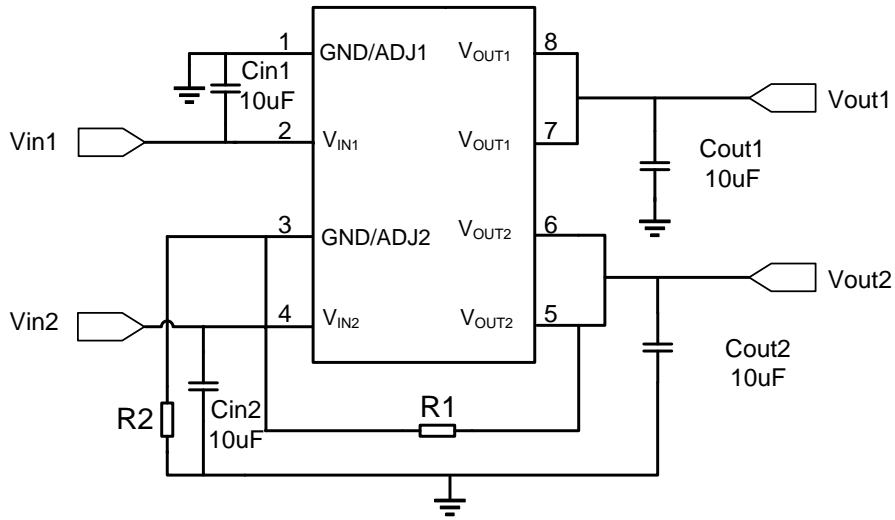 1
GND/ADJ1
VOUT1
8
Cin1
10uF
Vin1
2
VIN1
VOUT1
7
Vout1
Cout1
10uF
3
GND/ADJ2
VOUT2
6
Vin2
4
VIN2
VOUT2
5
Vout2
Cout2
10uF
R2
Cin2
10uF
R1